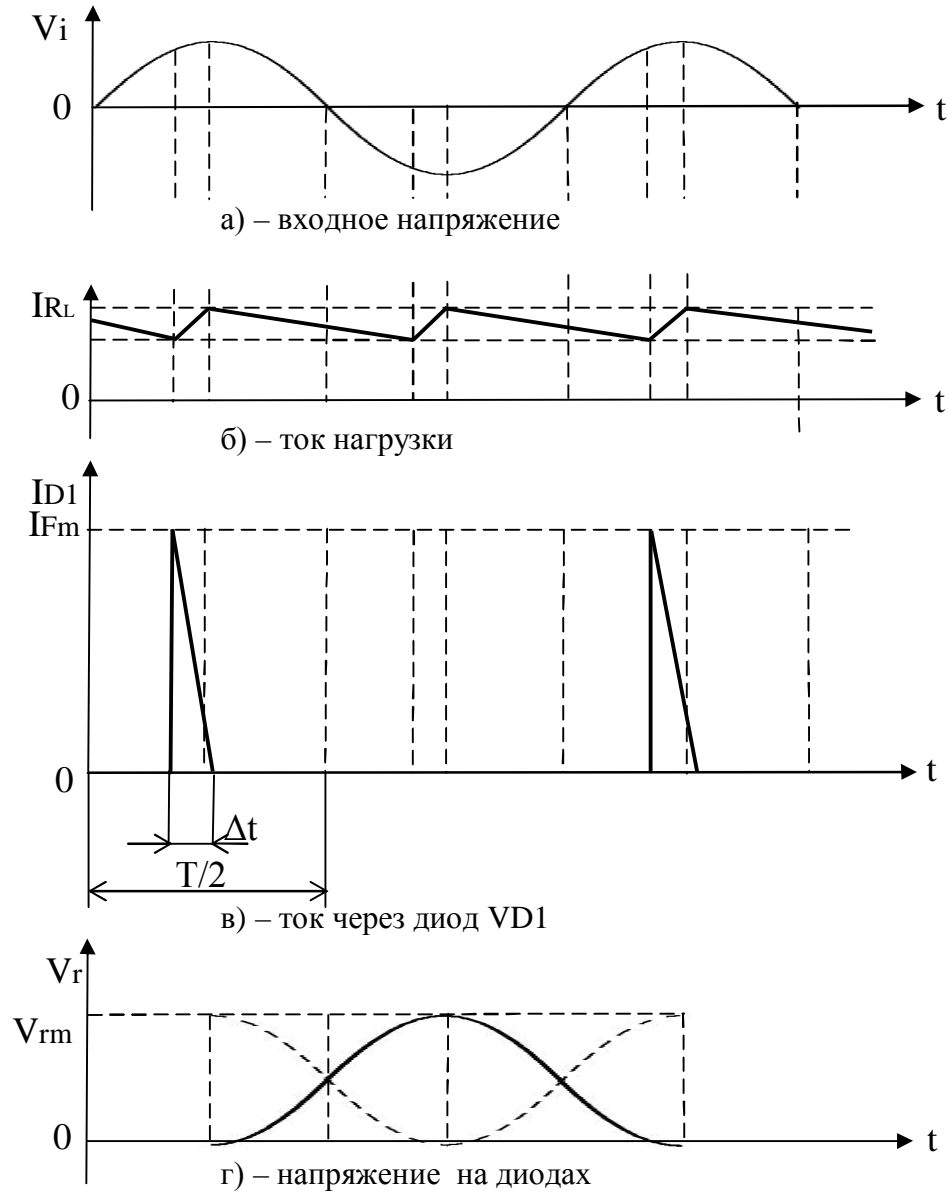 Vi
0
t
а) – входное напряжение
IRL
0
t
б) – ток нагрузки
ID1
IFm
0
t
Δt
T/2
в) – ток через диод VD1
Vr
Vrm
0
t
г) – напряжение на диодах